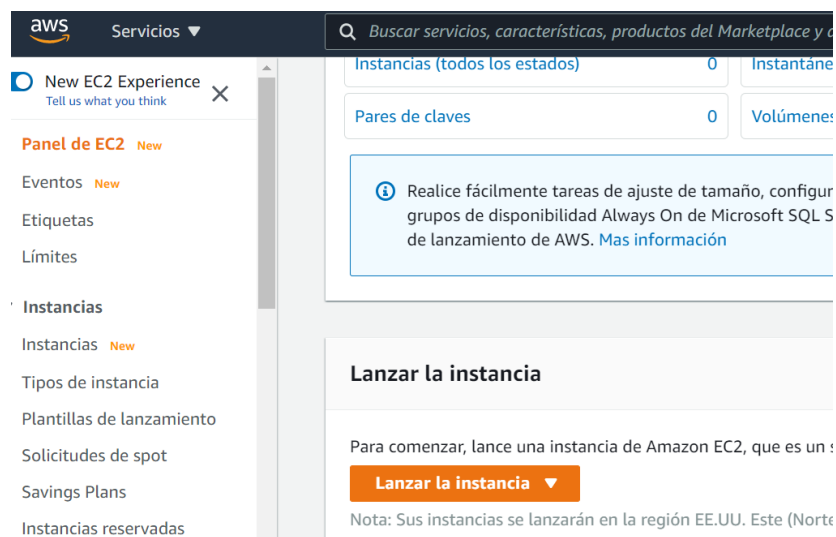 aws
Servicios ▼
Buscar servicios, características, productos del Marketplace y
New EC2 Experience
Tell us what you think
Panel de EC2 New
Eventos New
Etiquetas
Límites
Instancias
Instancias New
Tipos de instancia
Plantillas de lanzamiento
Solicitudes de spot
Savings Plans
Instancias reservadas
Instancias (todos los estados) 0
Pares de claves 0
Volúmenes
Realice fácilmente tareas de ajuste de tamaño,
grupos de disponibilidad Always On de Microsoft SQL
de lanzamiento de AWS. Mas información
Lanzar la instancia
Para comenzar, lance una instancia de Amazon EC2, que es un
Lanzar la instancia ▼
Nota: Sus instancias se lanzarán en la región EE.UU. Este